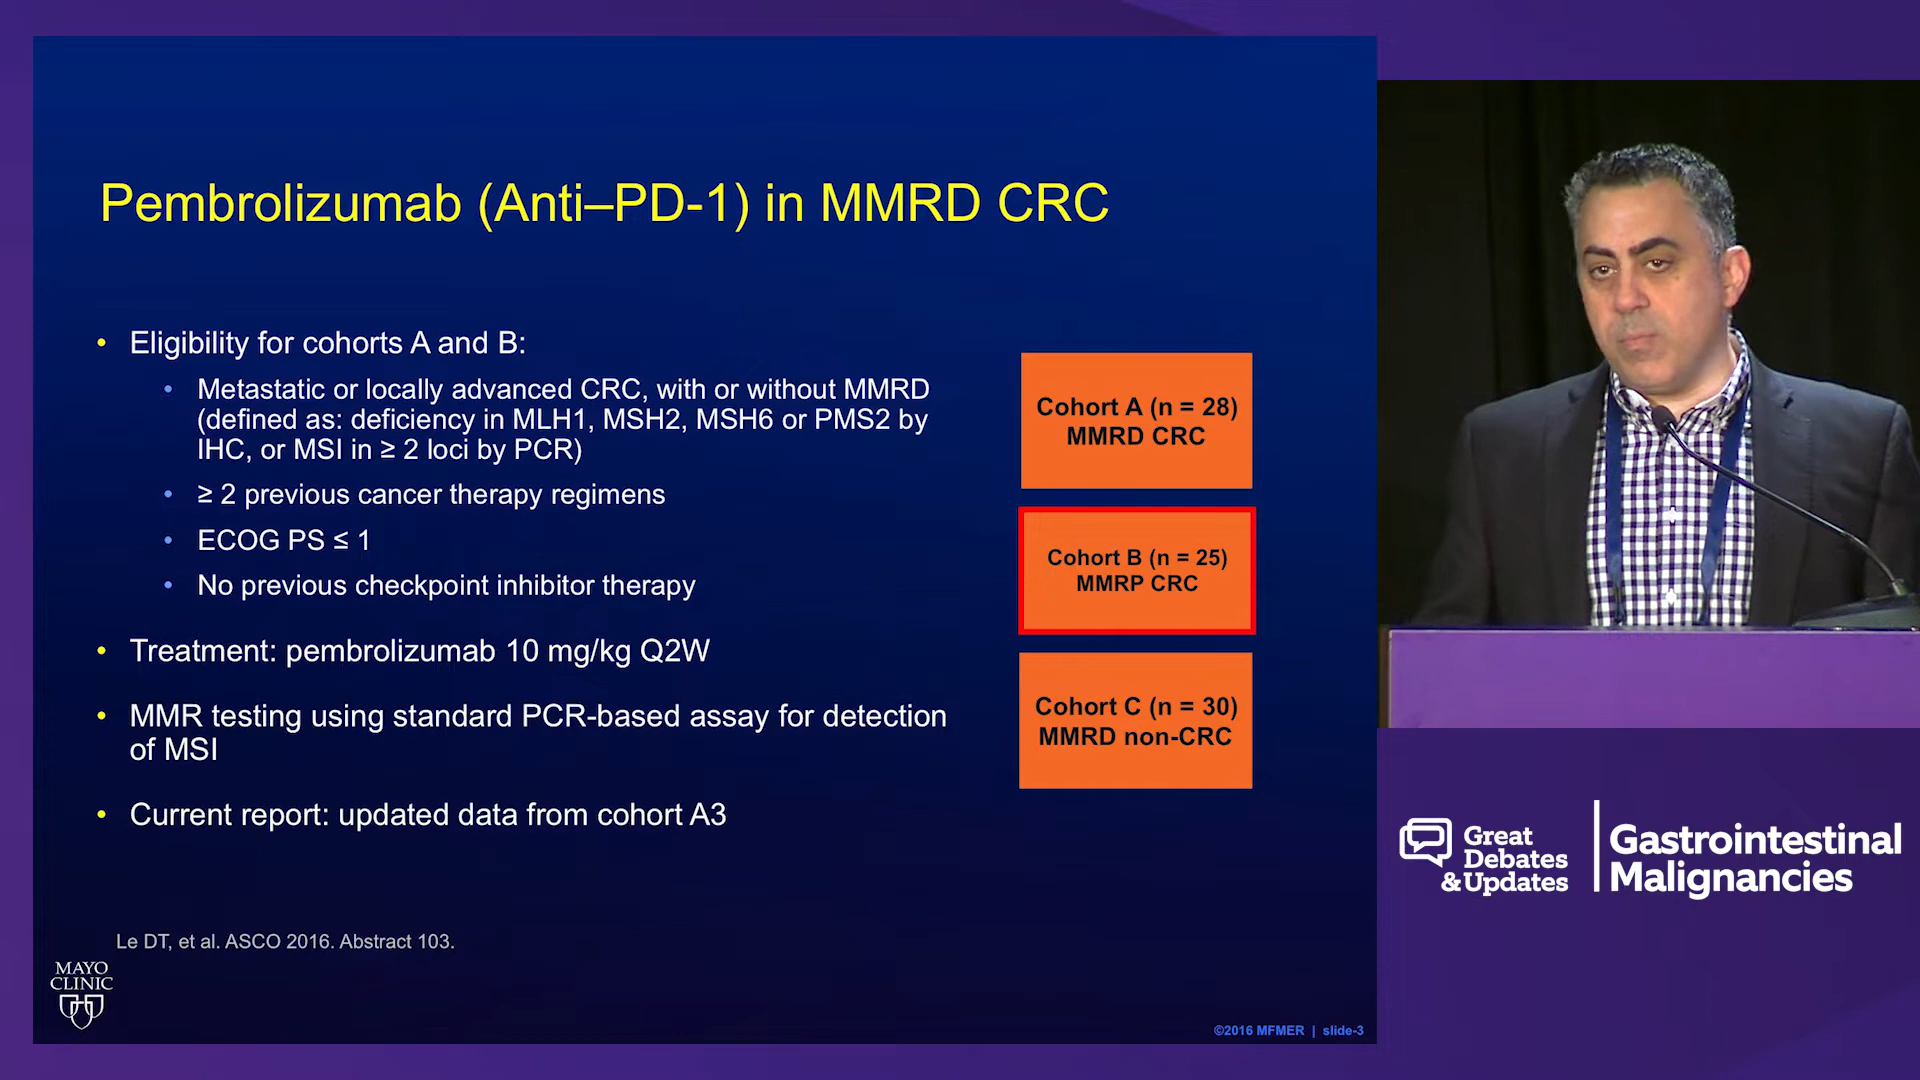 Pembrolizumab (Anti–PD-1) in MMRD CRC
• Eligibility for cohorts A and B:
• Metastatic or locally advanced CRC, with or without MMRD
(defined as: deficiency in MLH1, MSH2, MSH6 or PMS2 by
IHC, or MSI in ≥ 2 loci by PCR)
• ≥ 2 previous cancer therapy regimens
• ECOG PS ≤ 1
• No previous checkpoint inhibitor therapy
• Treatment: pembrolizumab 10 mg/kg Q2W
• MMR testing using standard PCR-based assay for detection
of MSI
• Current report: updated data from cohort A3
Cohort A (n = 28)
MMRD CRC
Cohort B (n = 25)
MMRP CRC
Cohort C (n = 30)
MMRD non-CRC
Le DT, et al. ASCO 2016. Abstract 103.
MAYO
CLINIC
©2016 MFMER | slide-3
Great
Debates
& Updates
Gastrointestinal
Malignancies